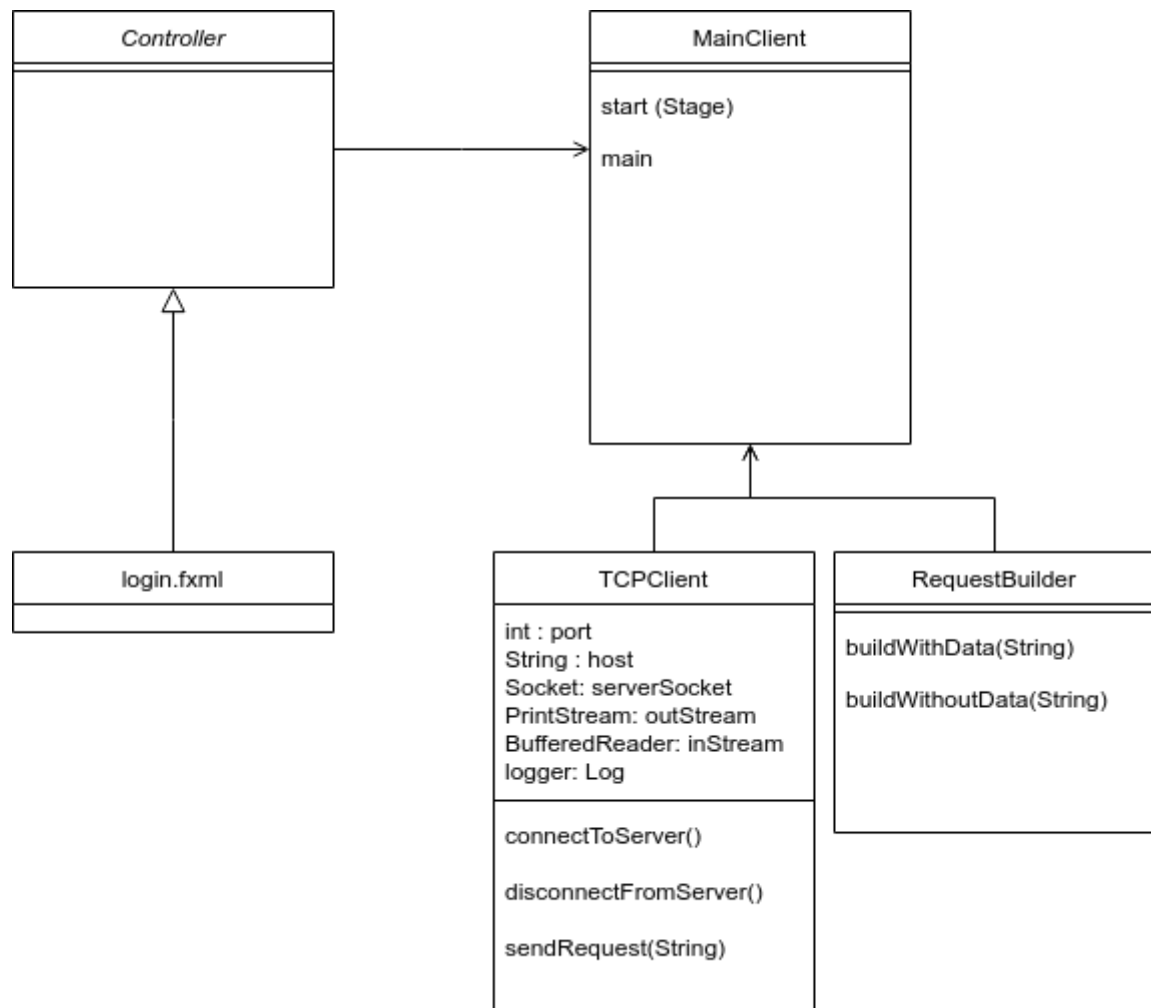 Controller
MainClient
start (Stage)
main
login.fxml
TCPClient
int : port
String : host
Socket: serverSocket
PrintStream: outStream
BufferedReader: inStream
logger: Log
connectToServer()
disconnectFromServer()
sendRequest(String)
RequestBuilder
buildWithData(String)
buildWithoutData(String)